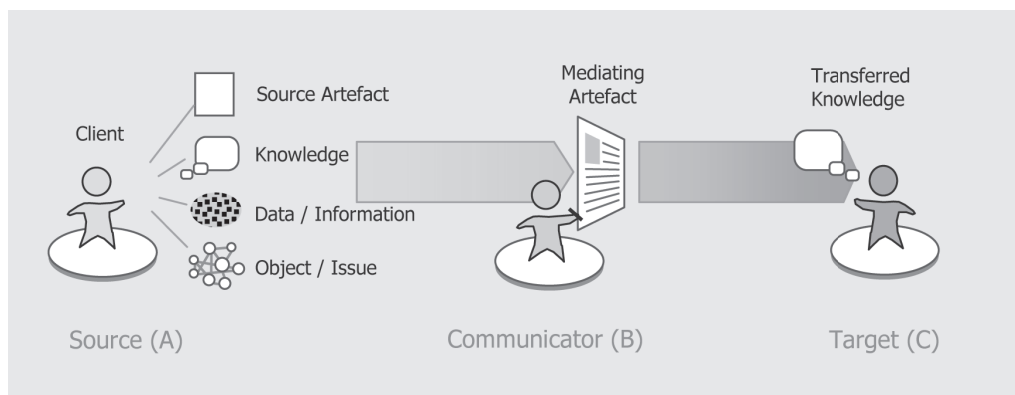 Client
Source Artefact
Knowledge
Data / Information
Object / Issue
Mediating
Artefact
Transferred
Knowledge
Source (A)
Communicator (B)
Target (C)